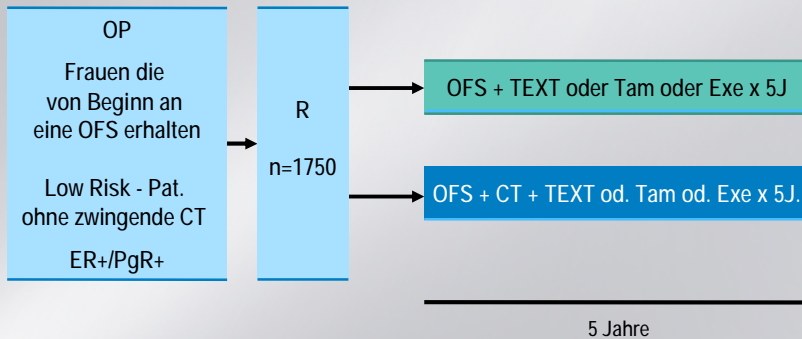 OP
Frauen die
von Beginn an
eine OFS erhalten
Low Risk - Pat.
ohne zwingende CT
ER+/PgR+
R
n=1750
OFS + TEXT oder Tam oder Exe x 5J
OFS + CT + TEXT od. Tam od. Exe x 5J.
5 Jahre